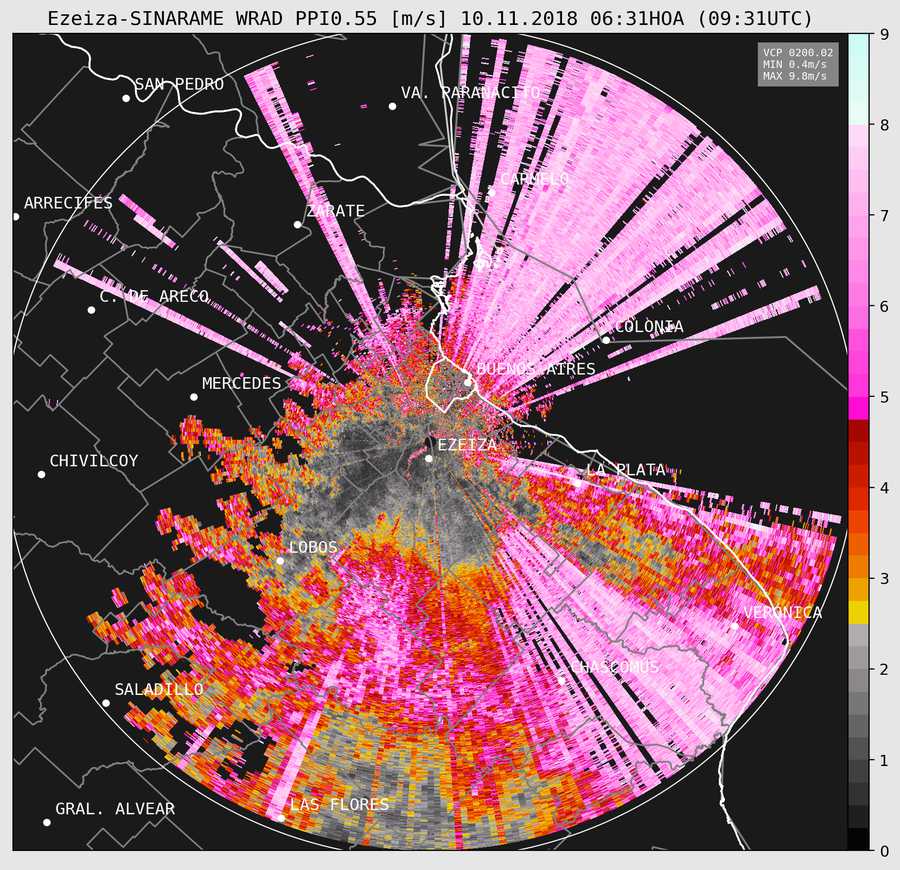 Ezeiza-SINARAME WRAD PPI0.55 [m/s] 10.11.2018 06:31HOA (09:31UTC)
VCP 0200.02
MIN 0.4m/s
MAX 9.8m/s
SAN PEDRO
VA. PARANACITO
CARMELO
ARRECIFES
ZARATE
C. DE ARECO
COLONIA
BUENOS AIRES
MERCEDES
EZEIZA
CHIVILCOY
LA PLATA
LOBOS
VERONICA
CHASCOMUS
SALADILLO
LAS FLORES
GRAL. ALVEAR
9
8
7
6
5
4
3
2
1
0